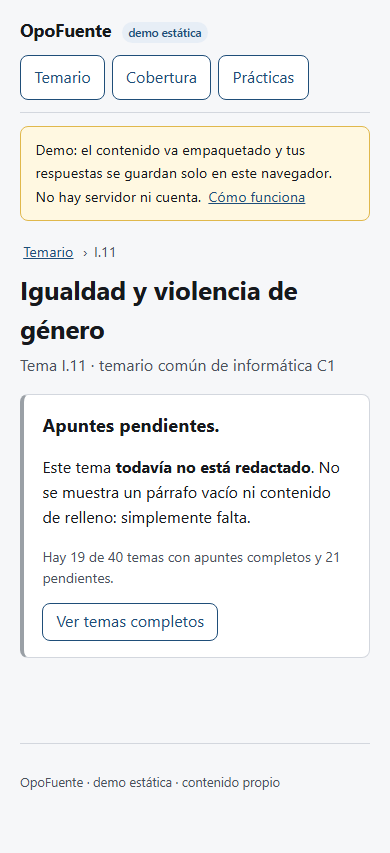 OpoFuente demo estática
Temario Cobertura Prácticas
Demo: el contenido va empaquetado y tus
respuestas se guardan solo en este navegador.
No hay servidor ni cuenta. Cómo funciona
Temario › I.11
Igualdad y violencia de
género
Tema I.11 · temario común de informática C1
Apuntes pendientes.
Este tema todavía no está redactado. No
se muestra un párrafo vacío ni contenido
de relleno: simplemente falta.
Hay 19 de 40 temas con apuntes completos y 21
pendientes.
Ver temas completos
OpoFuente · demo estática · contenido propio